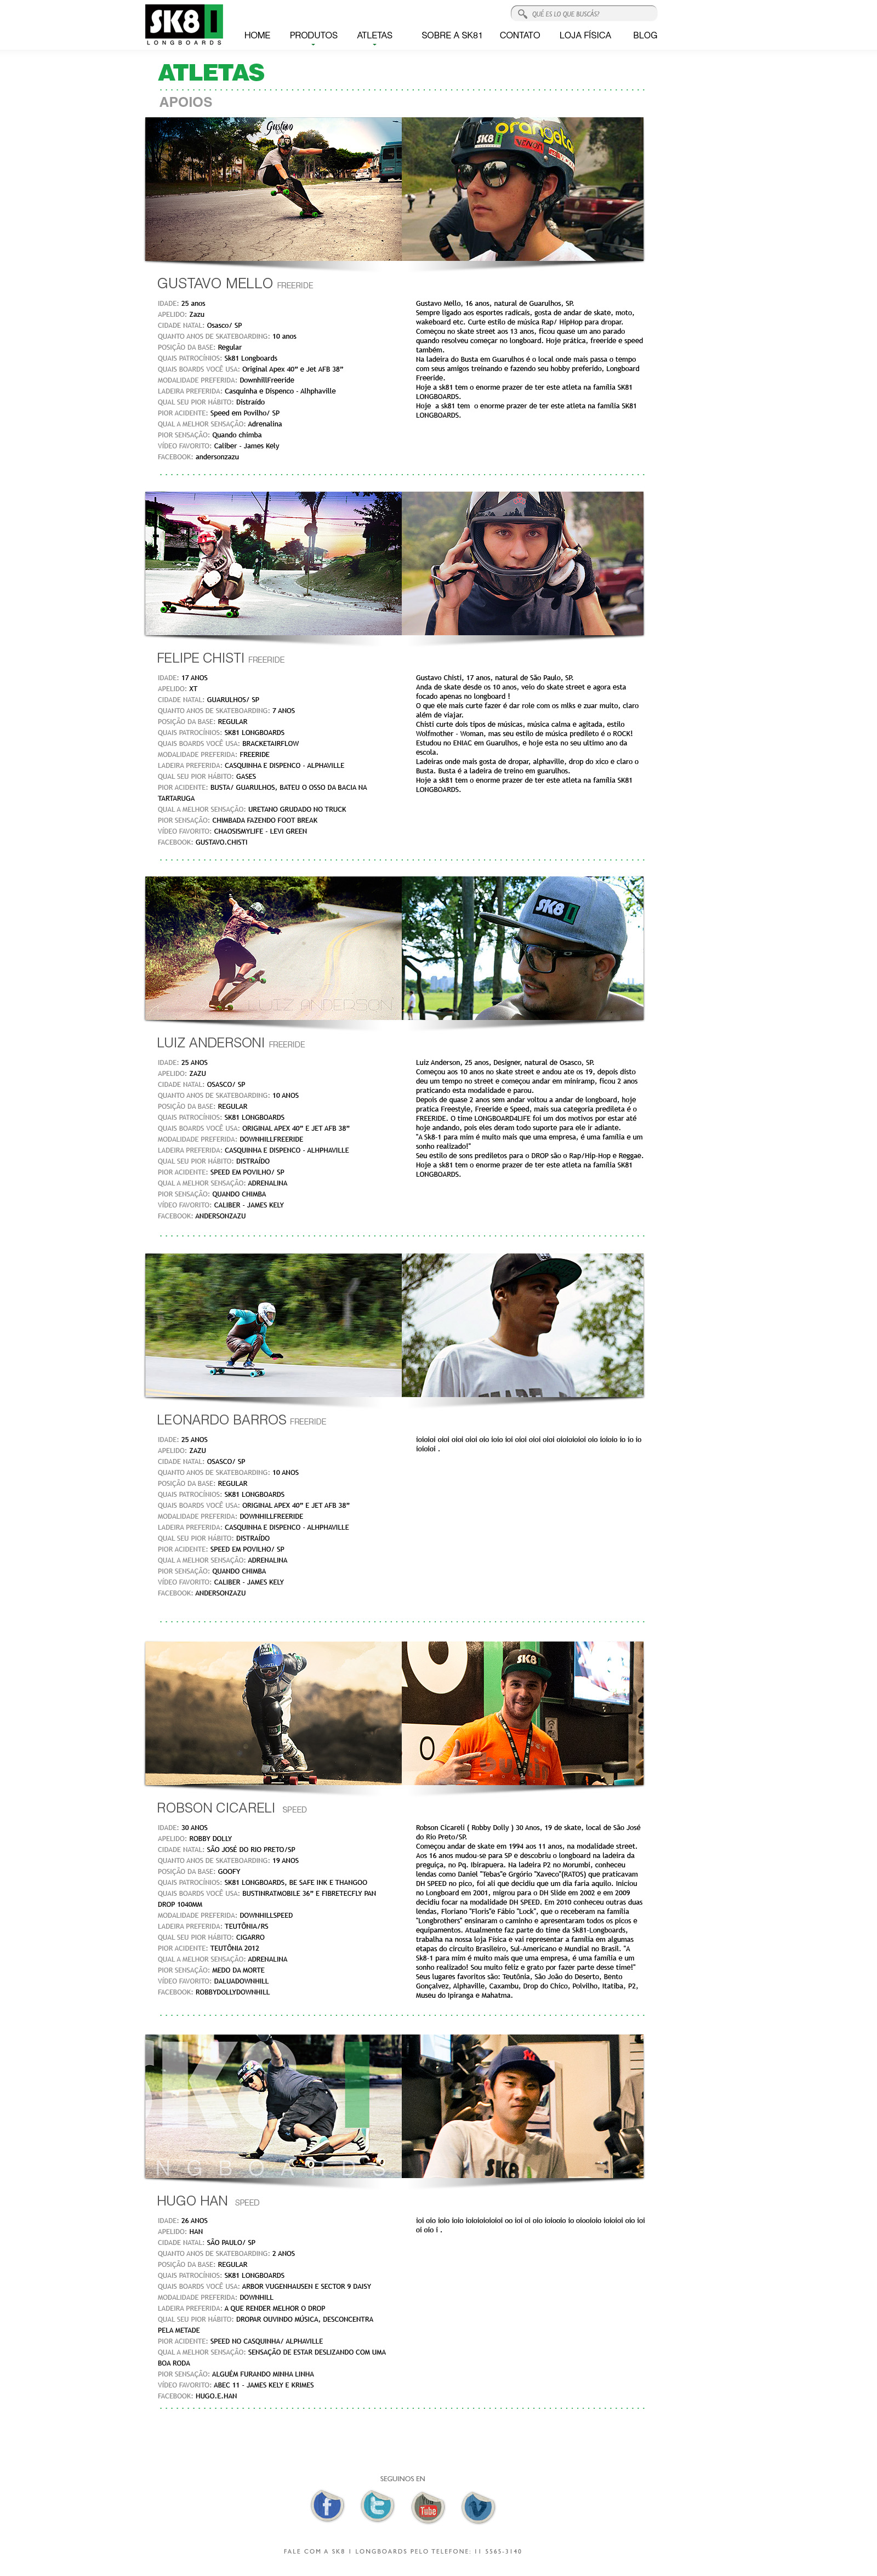 SK81
LONGBOARDS
QUÉ ES LO QUE BUSCÁS?
HOME PRODUTOS ATLETAS SOBRE A SK81 CONTATO LOJA FÍSICA BLOG
ATLETAS
APOIOS
Gustavo
orangatang
SK8
VENOM
GUSTAVO MELLO FREERIDE
IDADE: 25 anos
APELIDO: Zazu
CIDADE NATAL: Osasco/ SP
QUANTO ANOS DE SKATEBOARDING: 10 anos
POSIÇÃO DA BASE: Regular
QUAIS PATROCÍNIOS: Sk81 Longboards
QUAIS BOARDS VOCÊ USA: Original Apex 40" e Jet AFB 38"
MODALIDADE PREFERIDA: DownhillFreeride
LADEIRA PREFERIDA: Casquinha e Dispenco - Alhphaville
QUAL SEU PIOR HÁBITO: Distraído
PIOR ACIDENTE: Speed em Povilho/ SP
QUAL A MELHOR SENSAÇÃO: Adrenalina
PIOR SENSAÇÃO: Quando chimba
VÍDEO FAVORITO: Caliber - James Kely
FACEBOOK: andersonzazu
Gustavo Mello, 16 anos, natural de Guarulhos, SP.
Sempre ligado aos esportes radicais, gosta de andar de skate, moto,
wakeboard etc. Curte estilo de música Rap/ HipHop para dropar.
Começou no skate street aos 13 anos, ficou quase um ano parado
quando resolveu começar no longboard. Hoje prática, freeride e speed
também.
Na ladeira do Busta em Guarulhos é o local onde mais passa o tempo
com seus amigos treinando e fazendo seu hobby preferido, Longboard
Freeride.
Hoje a sk81 tem o enorme prazer de ter este atleta na família SK81
LONGBOARDS.
Hoje a sk81 tem o enorme prazer de ter este atleta na família SK81
LONGBOARDS.
FELIPE CHISTI FREERIDE
IDADE: 17 ANOS
APELIDO: XT
CIDADE NATAL: GUARULHOS/ SP
QUANTO ANOS DE SKATEBOARDING: 7 ANOS
POSIÇÃO DA BASE: REGULAR
QUAIS PATROCÍNIOS: SK81 LONGBOARDS
QUAIS BOARDS VOCÊ USA: BRACKETAIRFLOW
MODALIDADE PREFERIDA: FREERIDE
LADEIRA PREFERIDA: CASQUINHA E DISPENCO - ALPHAVILLE
QUAL SEU PIOR HÁBITO: GASES
PIOR ACIDENTE: BUSTA/ GUARULHOS, BATEU O OSSO DA BACIA NA
TARTARUGA
QUAL A MELHOR SENSAÇÃO: URETANO GRUDADO NO TRUCK
PIOR SENSAÇÃO: CHIMBADA FAZENDO FOOT BREAK
VÍDEO FAVORITO: CHAOSISMYLIFE - LEVI GREEN
FACEBOOK: GUSTAVO.CHISTI
Gustavo Chisti, 17 anos, natural de São Paulo, SP.
Anda de skate desde os 10 anos, veio do skate street e agora esta
focado apenas no longboard !
O que ele mais curte fazer é dar role com os mlks e zuar muito, claro
além de viajar.
Chisti curte dois tipos de músicas, música calma e agitada, estilo
Wolfmother - Woman, mas seu estilo de música predileto é o ROCK!
Estudou no ENIAC em Guarulhos, e hoje esta no seu ultimo ano da
escola.
Ladeiras onde mais gosta de dropar, alphaville, drop do xico e claro o
Busta. Busta é a ladeira de treino em guarulhos.
Hoje a sk81 tem o enorme prazer de ter este atleta na família SK81
LONGBOARDS.
LUIZ ANDERSON
SK81
LUIZ ANDERSONI FREERIDE
IDADE: 25 ANOS
APELIDO: ZAZU
CIDADE NATAL: OSASCO/ SP
QUANTO ANOS DE SKATEBOARDING: 10 ANOS
POSIÇÃO DA BASE: REGULAR
QUAIS PATROCÍNIOS: SK81 LONGBOARDS
QUAIS BOARDS VOCÊ USA: ORIGINAL APEX 40" E JET AFB 38"
MODALIDADE PREFERIDA: DOWNHILLFREERIDE
LADEIRA PREFERIDA: CASQUINHA E DISPENCO - ALHPHAVILLE
QUAL SEU PIOR HÁBITO: DISTRAÍDO
PIOR ACIDENTE: SPEED EM POVILHO/ SP
QUAL A MELHOR SENSAÇÃO: ADRENALINA
PIOR SENSAÇÃO: QUANDO CHIMBA
VÍDEO FAVORITO: CALIBER - JAMES KELY
FACEBOOK: ANDERSONZAZU
Luiz Anderson, 25 anos, Designer, natural de Osasco, SP.
Começou aos 10 anos no skate street e andou ate os 19, depois disto
deu um tempo no street e começou andar em miniramp, ficou 2 anos
praticando esta modalidade e parou.
Depois de quase 2 anos sem andar voltou a andar de longboard, hoje
pratica Freestyle, Freeride e Speed, mais sua categoria predileta é o
FREERIDE. O time LONGBOARD4LIFE foi um dos motivos por estar até
hoje andando, pois eles deram todo suporte para ele ir adiante.
"A Sk8-1 para mim é muito mais que uma empresa, é uma família e um
sonho realizado!"
Seu estilo de sons prediletos para o DROP são o Rap/Hip-Hop e Reggae.
Hoje a sk81 tem o enorme prazer de ter este atleta na família SK81
LONGBOARDS.
LEONARDO BARROS FREERIDE
IDADE: 25 ANOS
APELIDO: ZAZU
CIDADE NATAL: OSASCO/ SP
QUANTO ANOS DE SKATEBOARDING: 10 ANOS
POSIÇÃO DA BASE: REGULAR
QUAIS PATROCÍNIOS: SK81 LONGBOARDS
QUAIS BOARDS VOCÊ USA: ORIGINAL APEX 40" E JET AFB 38"
MODALIDADE PREFERIDA: DOWNHILLFREERIDE
LADEIRA PREFERIDA: CASQUINHA E DISPENCO - ALHPHAVILLE
QUAL SEU PIOR HÁBITO: DISTRAÍDO
PIOR ACIDENTE: SPEED EM POVILHO/ SP
QUAL A MELHOR SENSAÇÃO: ADRENALINA
PIOR SENSAÇÃO: QUANDO CHIMBA
VÍDEO FAVORITO: CALIBER - JAMES KELY
FACEBOOK: ANDERSONZAZU
ioioioi oioi oioi oioi oio ioio ioi oioi oioi oioi oioioioioi oio ioioio io io io
ioioioi .
SK81
ROBSON CICARELI SPEED
IDADE: 30 ANOS
APELIDO: ROBBY DOLLY
CIDADE NATAL: SÃO JOSÉ DO RIO PRETO/SP
QUANTO ANOS DE SKATEBOARDING: 19 ANOS
POSIÇÃO DA BASE: GOOFY
QUAIS PATROCÍNIOS: SK81 LONGBOARDS, BE SAFE INK E THANGOO
QUAIS BOARDS VOCÊ USA: BUSTINRATMOBILE 36" E FIBRETECFLY PAN
DROP 1040MM
MODALIDADE PREFERIDA: DOWNHILLSPEED
LADEIRA PREFERIDA: TEUTÔNIA/RS
QUAL SEU PIOR HÁBITO: CIGARRO
PIOR ACIDENTE: TEUTÔNIA 2012
QUAL A MELHOR SENSAÇÃO: ADRENALINA
PIOR SENSAÇÃO: MEDO DA MORTE
VÍDEO FAVORITO: DALUADOWNHILL
FACEBOOK: ROBBYDOLLYDOWNHILL
Robson Cicareli ( Robby Dolly ) 30 Anos, 19 de skate, local de São José
do Rio Preto/SP.
Começou andar de skate em 1994 aos 11 anos, na modalidade street.
Aos 16 anos mudou-se para SP e descobriu o longboard na ladeira da
preguiça, no Pq. Ibirapuera. Na ladeira P2 no Morumbi, conheceu
lendas como Daniel "Tebas"e Grgório "Xaveco"(RATOS) que praticavam
DH SPEED no pico, foi ali que decidiu que um dia faria aquilo. Iniciou
no Longboard em 2001, migrou para o DH Slide em 2002 e em 2009
decidiu focar na modalidade DH SPEED. Em 2010 conheceu outras duas
lendas, Floriano "Floris"e Fábio "Lock", que o receberam na família
"Longbrothers" ensinaram o caminho e apresentaram todos os picos e
equipamentos. Atualmente faz parte do time da Sk81-Longboards,
trabalha na nossa loja Física e vai representar a família em algumas
etapas do circuito Brasileiro, Sul-Americano e Mundial no Brasil. "A
Sk8-1 para mim é muito mais que uma empresa, é uma família e um
sonho realizado! Sou muito feliz e grato por fazer parte desse time!"
Seus lugares favoritos são: Teutônia, São João do Deserto, Bento
Gonçalvez, Alphaville, Caxambu, Drop do Chico, Polvilho, Itatiba, P2,
Museu do Ipiranga e Mahatma.
NGBOARDS
SK81
HUGO HAN SPEED
IDADE: 26 ANOS
APELIDO: HAN
CIDADE NATAL: SÃO PAULO/ SP
QUANTO ANOS DE SKATEBOARDING: 2 ANOS
POSIÇÃO DA BASE: REGULAR
QUAIS PATROCÍNIOS: SK81 LONGBOARDS
QUAIS BOARDS VOCÊ USA: ARBOR VUGENHAUSEN E SECTOR 9 DAISY
MODALIDADE PREFERIDA: DOWNHILL
LADEIRA PREFERIDA: A QUE RENDER MELHOR O DROP
QUAL SEU PIOR HÁBITO: DROPAR OUVINDO MÚSICA, DESCONCENTRA
PELA METADE
PIOR ACIDENTE: SPEED NO CASQUINHA/ ALPHAVILLE
QUAL A MELHOR SENSAÇÃO: SENSAÇÃO DE ESTAR DESLIZANDO COM UMA
BOA RODA
PIOR SENSAÇÃO: ALGUÉM FURANDO MINHA LINHA
VÍDEO FAVORITO: ABEC 11 - JAMES KELY E KRIMES
FACEBOOK: HUGO.E.HAN
ioi oio ioio ioio ioioioioioioi oo ioi oi oio ioiooio io oiooioio ioioioi oio ioi
oi oio i .
SEGUINOS EN
You Tube
FALE COM A SK8 1 LONGBOARDS PELO TELEFONE: 11 5565-3140